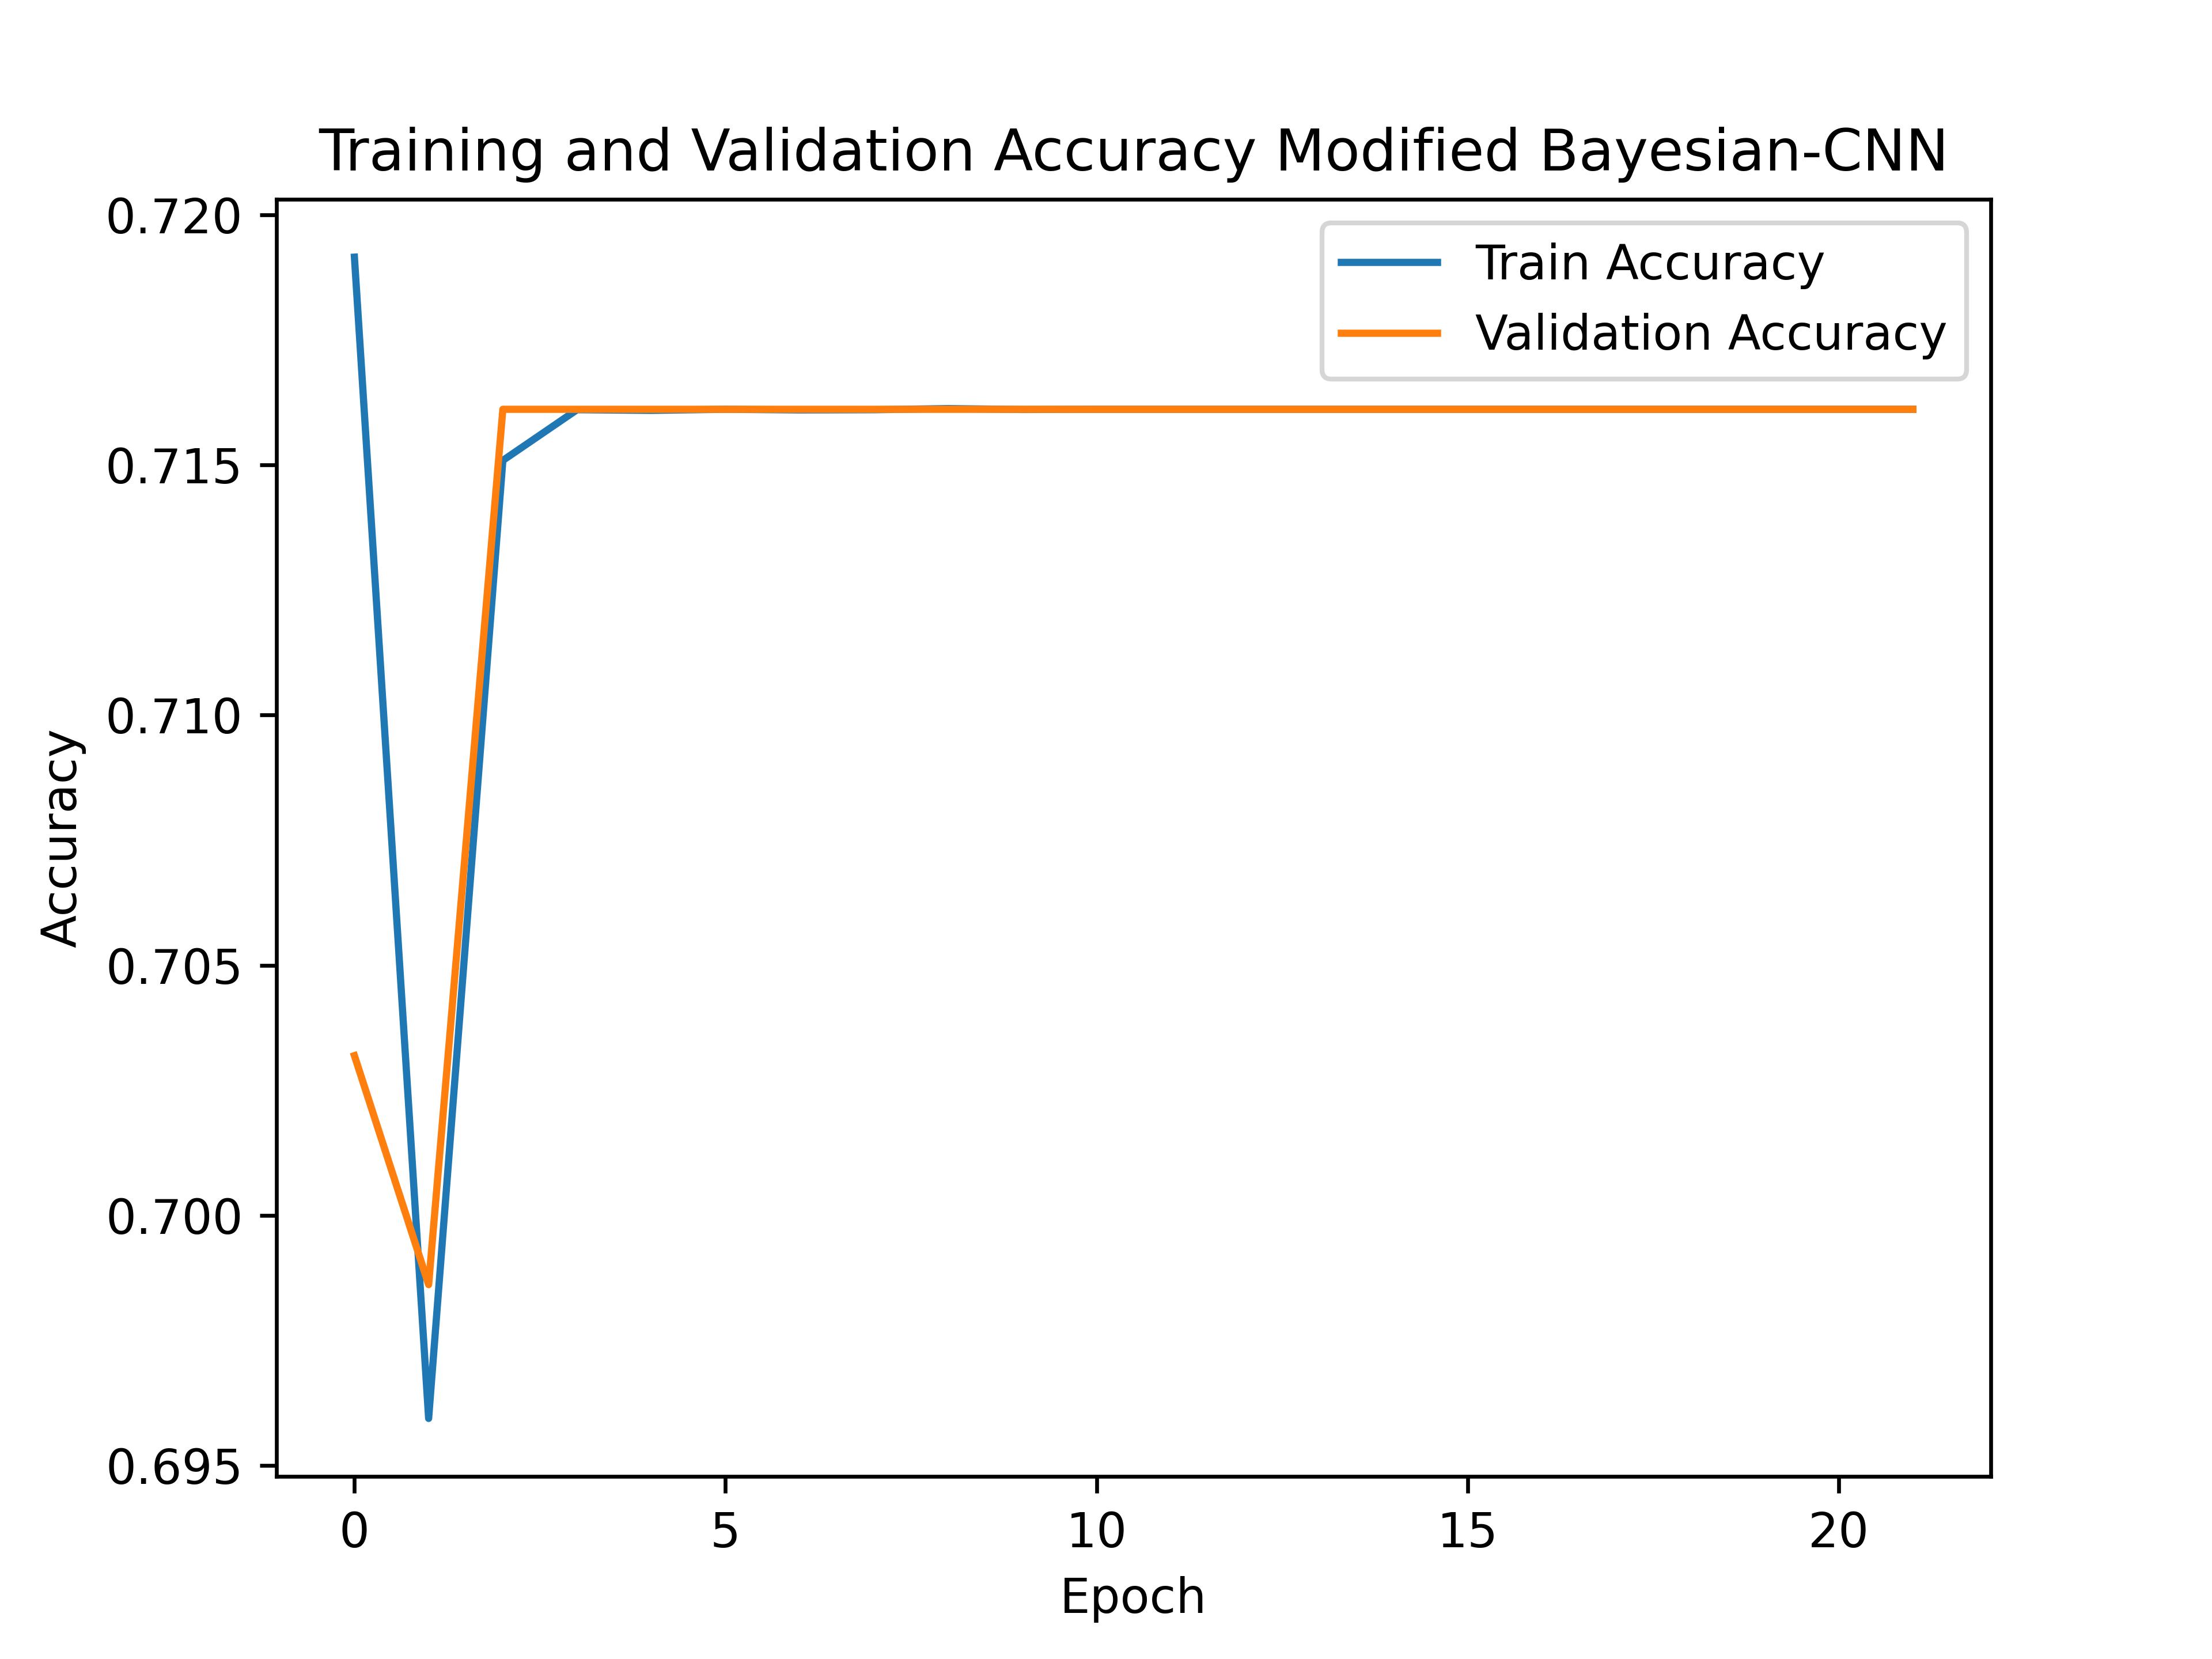 Training and Validation Accuracy Modified Bayesian-CNN
Train Accuracy
Validation Accuracy
0.720
0.715
0.710
0.705
0.700
0.695
Accuracy
0 5 10 15 20
Epoch